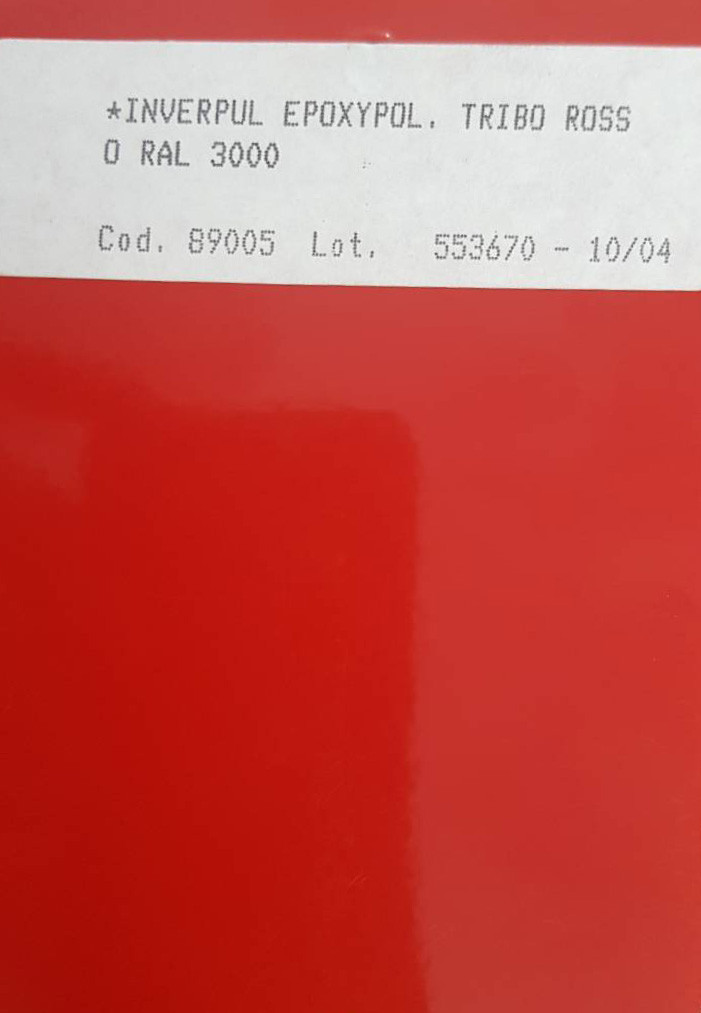 *INVERPUL EPOXYPOL. TRIBO ROSS
O RAL 3000
Cod. 89005 Lot. 553670 - 10/04